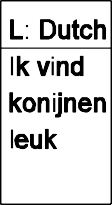 L: Dutch
Ik vind
konijnen
leuk